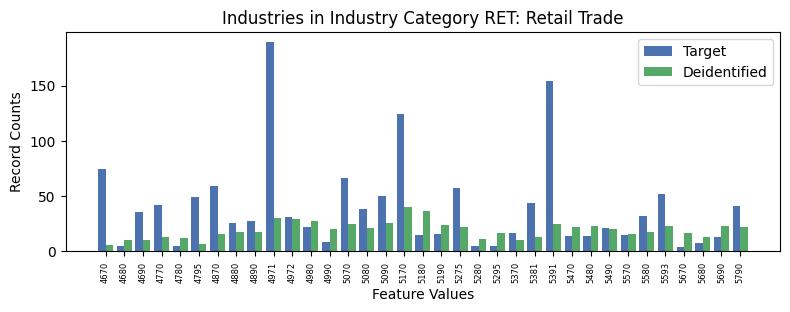 Industries in Industry Category RET: Retail Trade
Target
Deidentified
Record Counts
150
100
50
0
4670 4680 4690 4770 4780 4795 4870 4880 4890 4971 4972 4980 4990 5070 5080 5090 5170 5180 5190 5275 5280 5295 5370 5381 5391 5470 5480 5490 5570 5580 5593 5670 5680 5690 5790
Feature Values